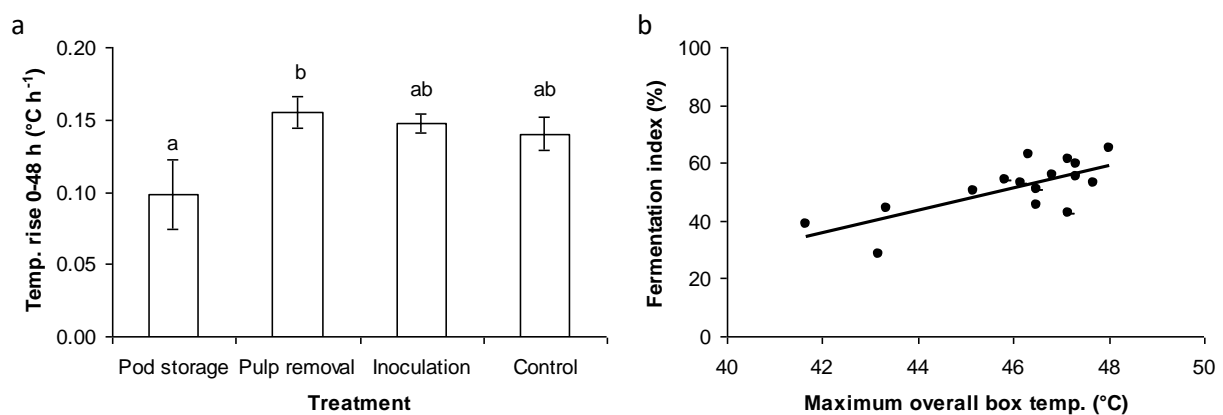 a
Temp. rise 0-48 h (°C h-1)
0.20
0.15
0.10
0.05
0.00
a
b
ab
ab
Pod storage
Pulp removal
Inoculation
Control
Treatment
b
Fermentation index (%)
100
80
60
40
20
0
40
42
44
46
48
50
Maximum overall box temp. (°C)